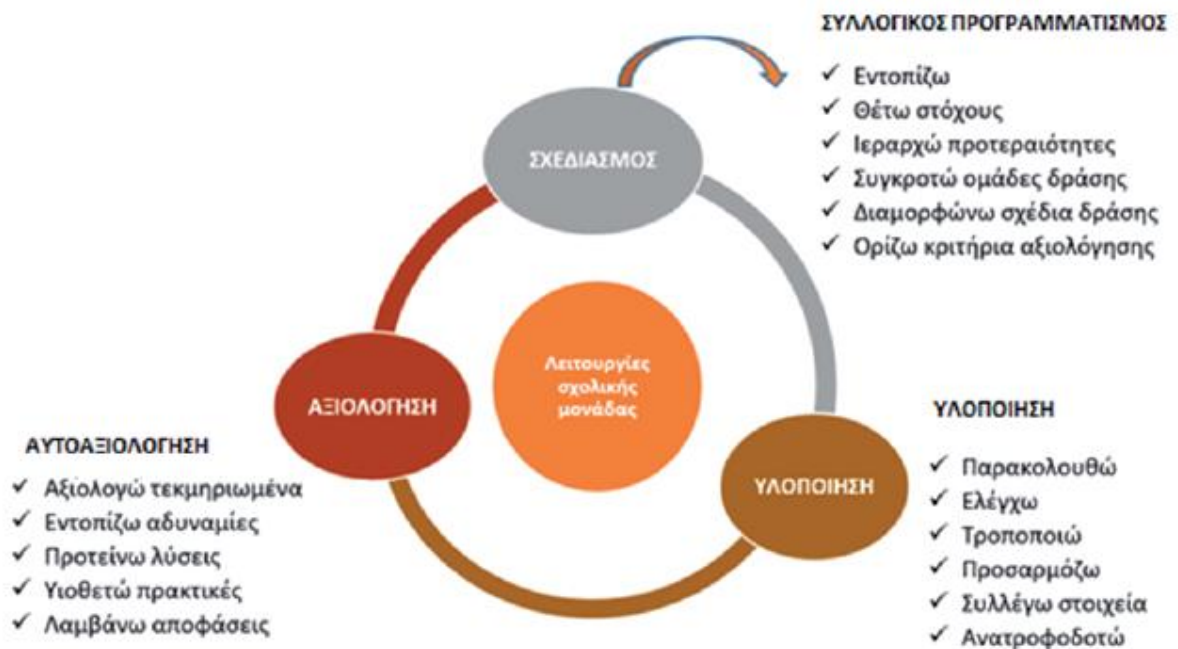 ΣΥΛΛΟΓΙΚΟΣ ΠΡΟΓΡΑΜΜΑΤΙΣΜΟΣ
✓ Εντοπίζω
✓ Θέτω στόχους
✓ Ιεραρχώ προτεραιότητες
✓ Συγκροτώ ομάδες δράσης
✓ Διαμορφώνω σχέδια δράσης
✓ Ορίζω κριτήρια αξιολόγησης
ΣΧΕΔΙΑΣΜΟΣ
Λειτουργίες
σχολικής
μονάδας
ΑΞΙΟΛΟΓΗΣΗ
ΥΛΟΠΟΙΗΣΗ
ΥΛΟΠΟΙΗΣΗ
✓ Παρακολουθώ
✓ Ελέγχω
✓ Τροποποιώ
✓ Προσαρμόζω
✓ Συλλέγω στοιχεία
✓ Ανατροφοδοτώ
ΑΥΤΟΑΞΙΟΛΟΓΗΣΗ
✓ Αξιολογώ τεκμηριωμένα
✓ Εντοπίζω αδυναμίες
✓ Προτείνω λύσεις
✓ Υιοθετώ πρακτικές
✓ Λαμβάνω αποφάσεις